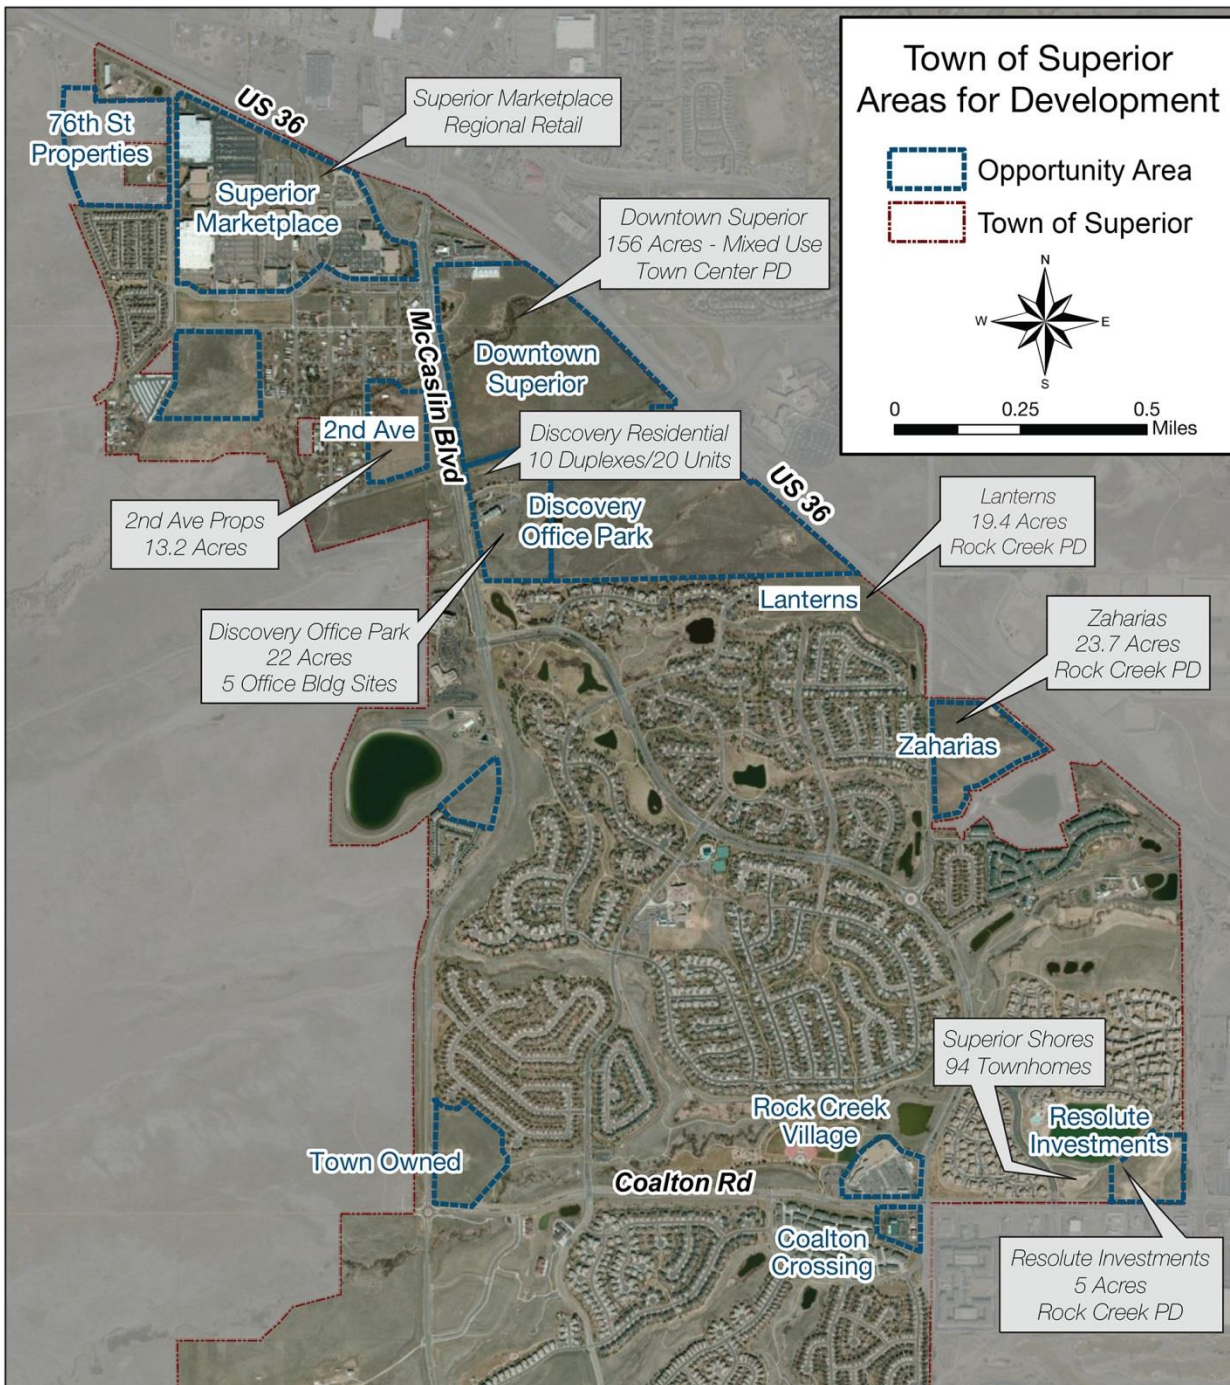 Town of Superior
Areas for Development
Opportunity Area
Town of Superior
N
W
E
S
0
0.25
0.5
Miles
US 36
76th St
Properties
Superior Marketplace
Regional Retail
Superior
Marketplace
Downtown Superior
156 Acres - Mixed Use
Town Center PD
McCaslin Blvd
Downtown
Superior
2nd Ave
Discovery Residential
10 Duplexes/20 Units
US 36
2nd Ave Props
13.2 Acres
Discovery
Office Park
Lanterns
19.4 Acres
Rock Creek PD
Lanterns
Discovery Office Park
22 Acres
5 Office Bldg Sites
Zaharias
23.7 Acres
Rock Creek PD
Zaharias
Superior Shores
94 Townhomes
Rock Creek
Village
Resolute
Investments
Town Owned
Coalton Rd
Coalton
Crossing
Resolute Investments
5 Acres
Rock Creek PD